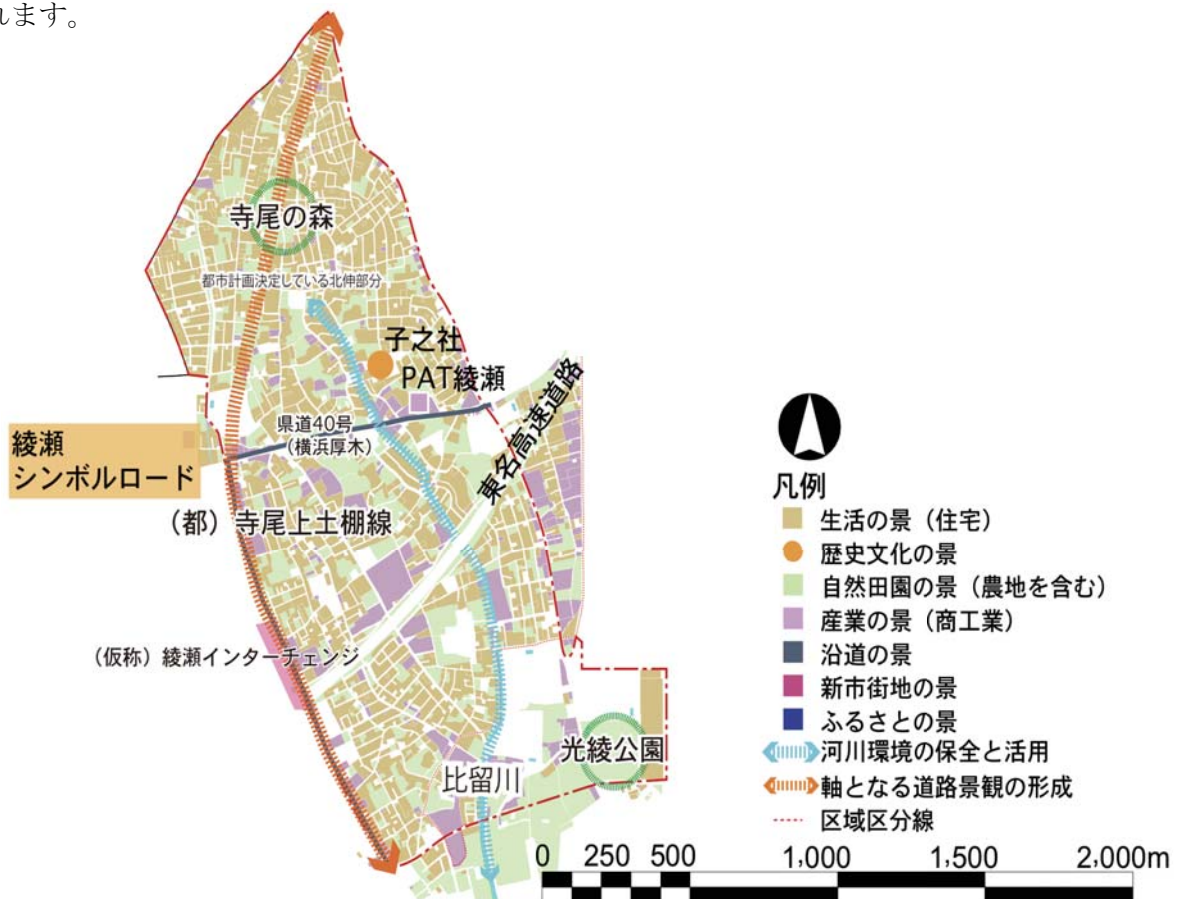 れます。
寺尾の森
都市計画決定している北伸部分
子之社
PAT綾瀬
東名高速道路
県道40号
（横浜厚木）
綾瀬
シンボルロード
（都）寺尾上土棚線
（仮称）綾瀬インターチェンジ
光綾公園
比留川
凡例
生活の景（住宅）
歴史文化の景
自然田園の景（農地を含む）
産業の景（商工業）
沿道の景
新市街地の景
ふるさとの景
河川環境の保全と活用
軸となる道路景観の形成
区域区分線
0 250 500 1,000 1,500 2,000m